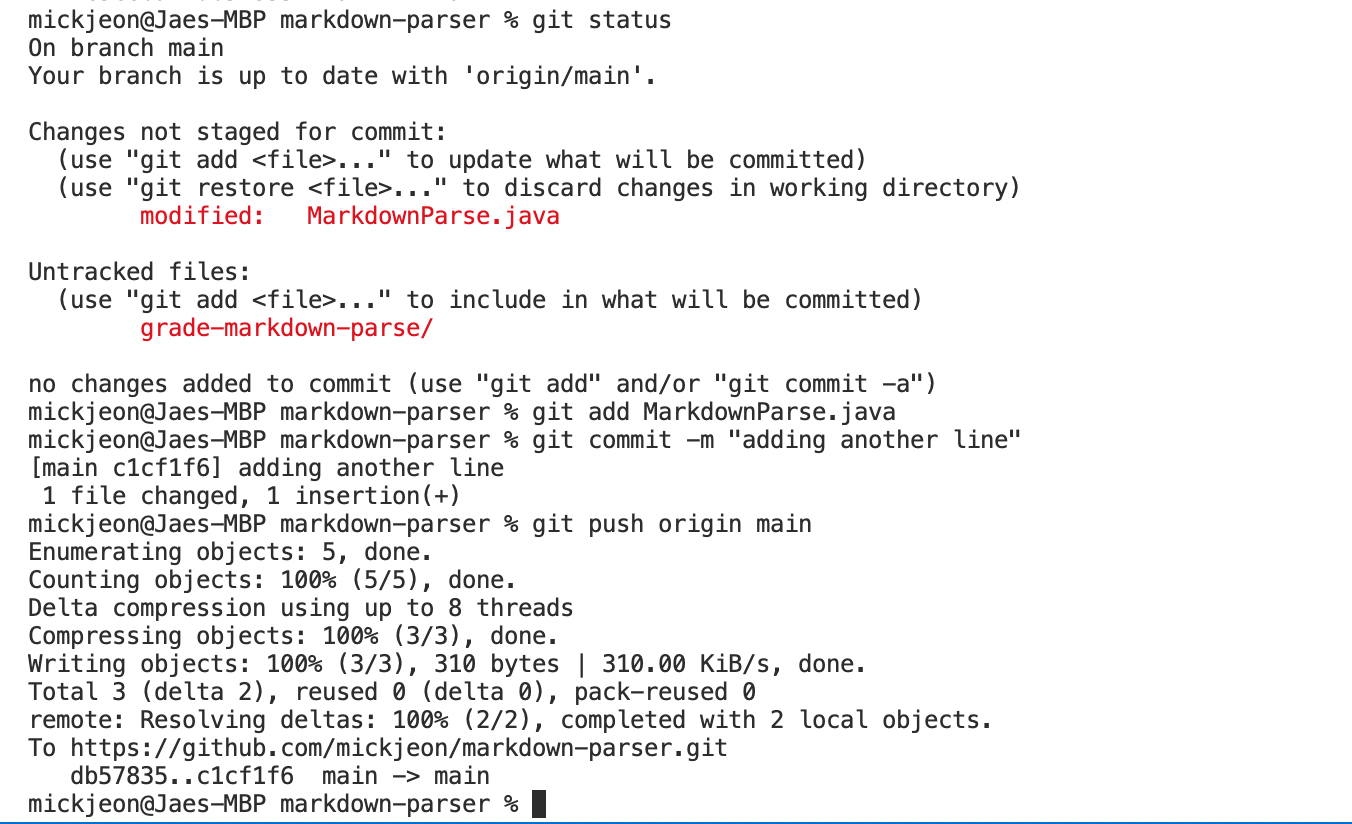 mickjeon@Jaes-MBP markdown-parser % git status
On branch main
Your branch is up to date with 'origin/main'.

Changes not staged for commit:
  (use "git add <file>..." to update what will be committed)
  (use "git restore <file>..." to discard changes in working directory)
        modified:   MarkdownParse.java

Untracked files:
  (use "git add <file>..." to include in what will be committed)
        grade-markdown-parse/

no changes added to commit (use "git add" and/or "git commit -a")
mickjeon@Jaes-MBP markdown-parser % git add MarkdownParse.java
mickjeon@Jaes-MBP markdown-parser % git commit -m "adding another line"
[main c1cf1f6] adding another line
 1 file changed, 1 insertion(+)
mickjeon@Jaes-MBP markdown-parser % git push origin main
Enumerating objects: 5, done.
Counting objects: 100% (5/5), done.
Delta compression using up to 8 threads
Compressing objects: 100% (3/3), done.
Writing objects: 100% (3/3), 310 bytes | 310.00 KiB/s, done.
Total 3 (delta 2), reused 0 (delta 0), pack-reused 0
remote: Resolving deltas: 100% (2/2), completed with 2 local objects.
To https://github.com/mickjeon/markdown-parser.git
   db57835..c1cf1f6  main -> main
mickjeon@Jaes-MBP markdown-parser %